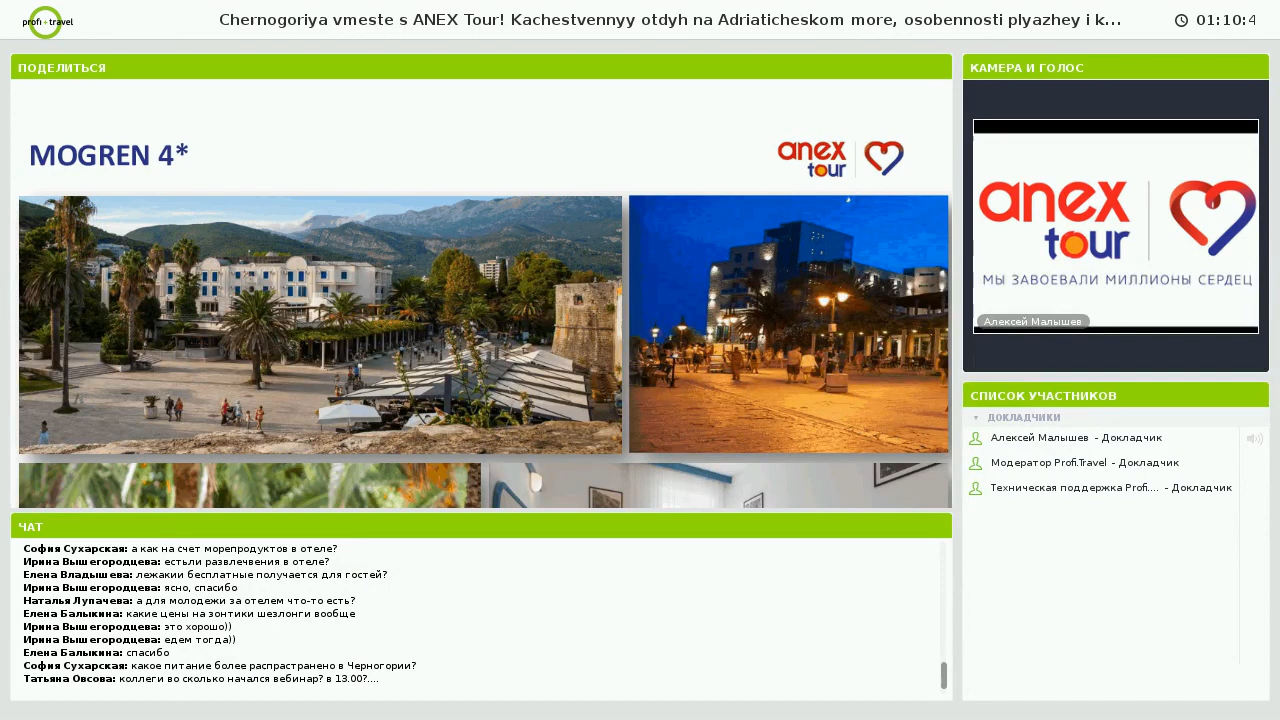 profi+travel
Chernogoriya vmeste s ANEX Tour! Kachestvennyy otdyh na Adriaticheskom more, osobennosti plyazhey i k...
01:10:4
ПОДЕЛИТЬСЯ
MOGREN 4*
anex
tour
КАМЕРА И ГОЛОС
anex
tour
МЫ ЗАВОЕВАЛИ МИЛЛИОНЫ СЕРДЕЦ
Алексей Малышев
СПИСОК УЧАСТНИКОВ
ДОКЛАДЧИКИ
Алексей Малышев - Докладчик
Модератор Profi.Travel - Докладчик
Техническая поддержка Profi.... - Докладчик
ЧАТ
София Сухарская: а как на счет морепродуктов в отеле?
Ирина Вышегородцева: естьли развлечвения в отеле?
Елена Владышева: лежакии бесплатные получается для гостей?
Ирина Вышегородцева: ясно, спасибо
Наталья Лупачева: а для молодежи за отелем что-то есть?
Елена Балыкина: какие цены на зонтики шезлонги вообще
Ирина Вышегородцева: это хорошо))
Ирина Вышегородцева: едем тогда))
Елена Балыкина: спасибо
София Сухарская: какое питание более распрастранено в Черногории?
Татьяна Овсова: коллеги во сколько начался вебинар? в 13.00?....